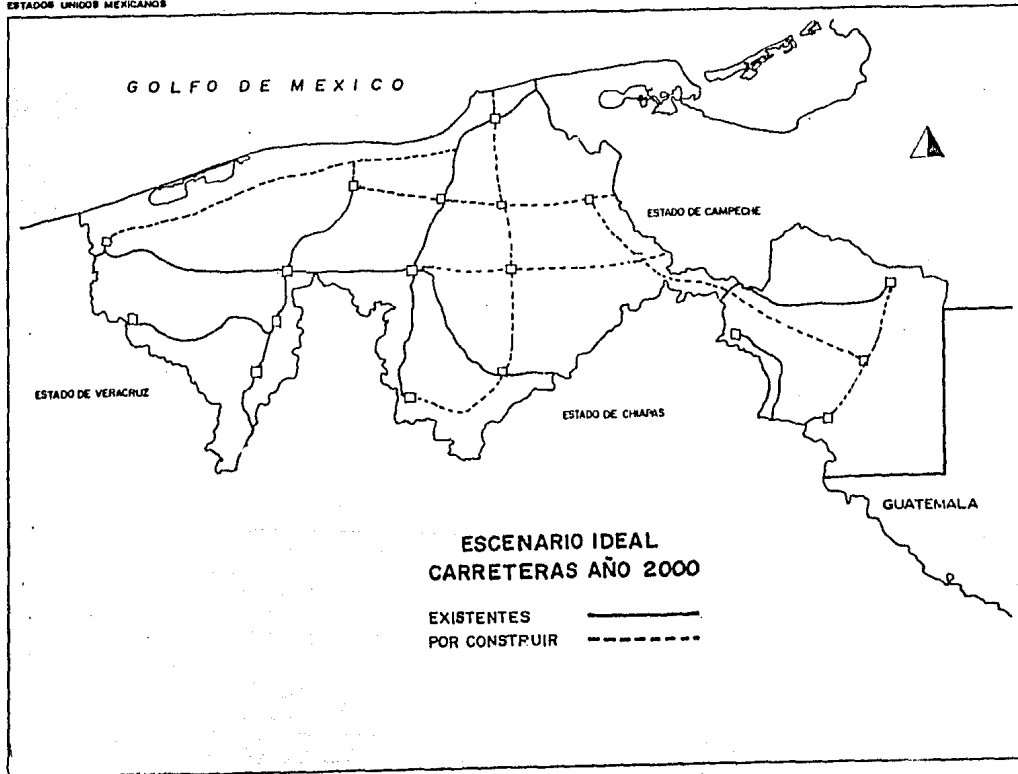 ESTADOS UNIDOS MEXICANOS
GOLFO DE MEXICO
ESTADO DE CAMPECHE
ESTADO DE VERACRUZ
ESTADO DE CHIAPAS
GUATEMALA
ESCENARIO IDEAL
CARRETERAS AÑO 2000
EXISTENTES
POR CONSTRUIR